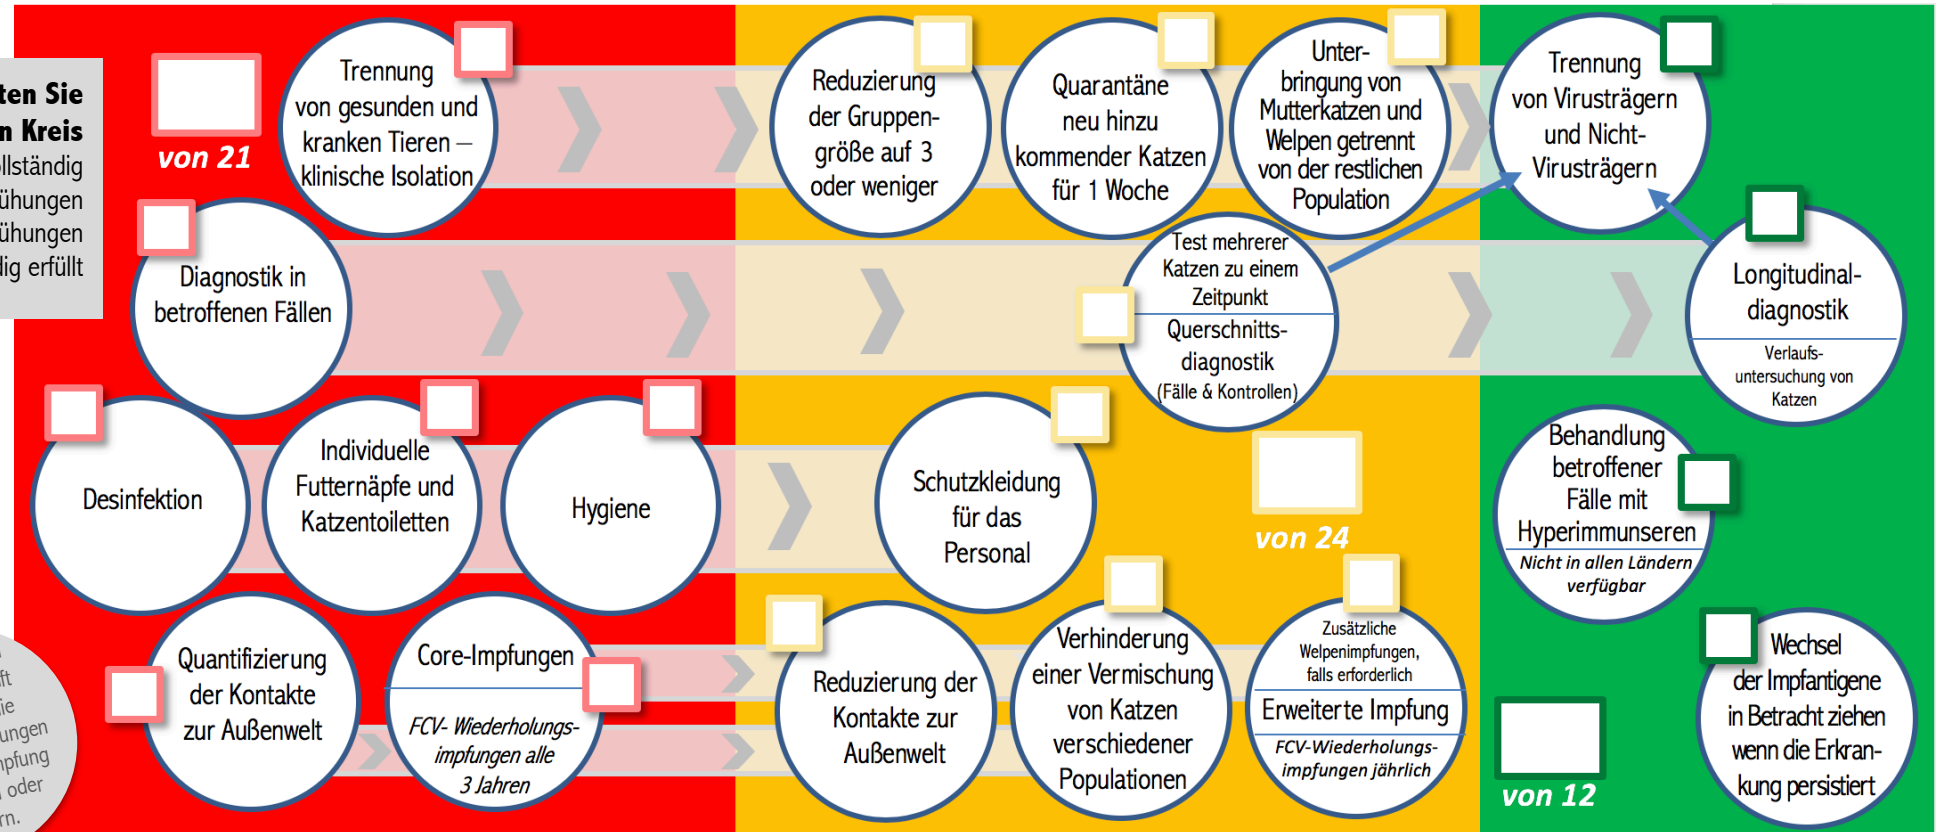 ten Sie
n Kreis
ollständig
ühungen
ühungen
dig erfüllt
von 21
Trennung
von gesunden und
kranken Tieren –
klinische Isolation
Reduzierung
der Gruppen-
größe auf 3
oder weniger
Quarantäne
neu hinzu
kommender Katzen
für 1 Woche
Unter-
bringung von
Mutterkatzen und
Welpen getrennt
von der restlichen
Population
Trennung
von Virusträgern
und Nicht-
Virusträgern
Diagnostik in
betroffenen Fällen
Test mehrerer
Katzen zu einem
Zeitpunkt
Querschnitts-
diagnostik
(Fälle & Kontrollen)
Longitudinal-
diagnostik
Verlaufs-
untersuchung von
Katzen
Desinfektion
Individuelle
Futternäpfe und
Katzentoiletten
Hygiene
Schutzkleidung
für das
Personal
von 24
Behandlung
betroffener
Fälle mit
Hyperimmunseren
Nicht in allen Ländern
verfügbar
Quantifizierung
der Kontakte
zur Außenwelt
Core-Impfungen
FCV- Wiederholungs-
impfungen alle
3 Jahren
Reduzierung der
Kontakte zur
Außenwelt
Verhinderung
einer Vermischung
von Katzen
verschiedener
Populationen
Zusätzliche
Welpenimpfungen,
falls erforderlich
Erweiterte Impfung
FCV-Wiederholungs-
impfungen jährlich
von 12
Wechsel
der Impfantigene
in Betracht ziehen
wenn die Erkran-
kung persistiert
ft
ie
ungen
npfung
oder
rn.